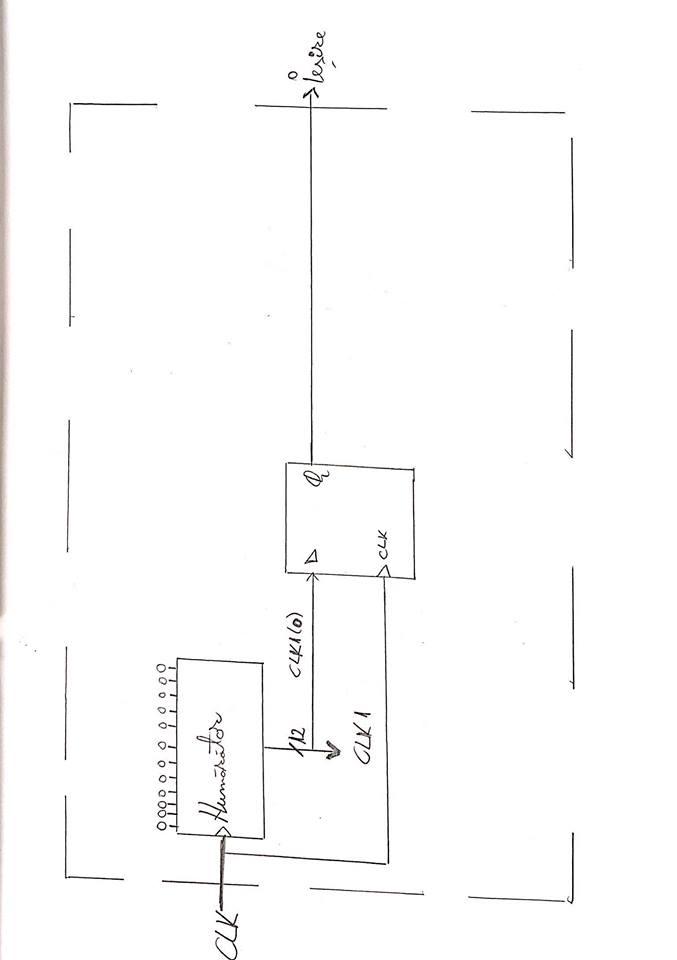 Ieșire
Q
D
CLK
CLK1(0)
12
CLK1
Numărător
CLK